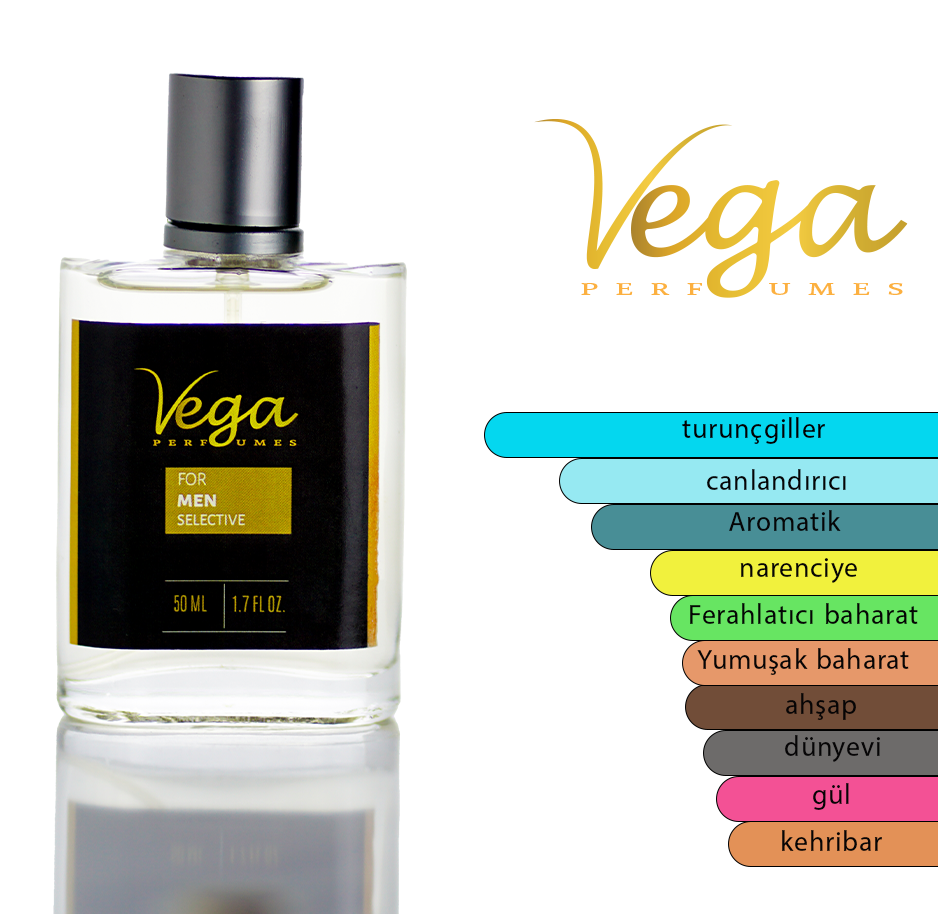 Vega
PERFUMES
FOR
MEN
SELECTIVE
50 ML
1.7 FL OZ.
Vega
PERFUMES
turunçgiller
canlandırıcı
Aromatik
narenciye
Ferahlatıcı baharat
Yumuşak baharat
ahşap
dünyevi
gül
kehribar